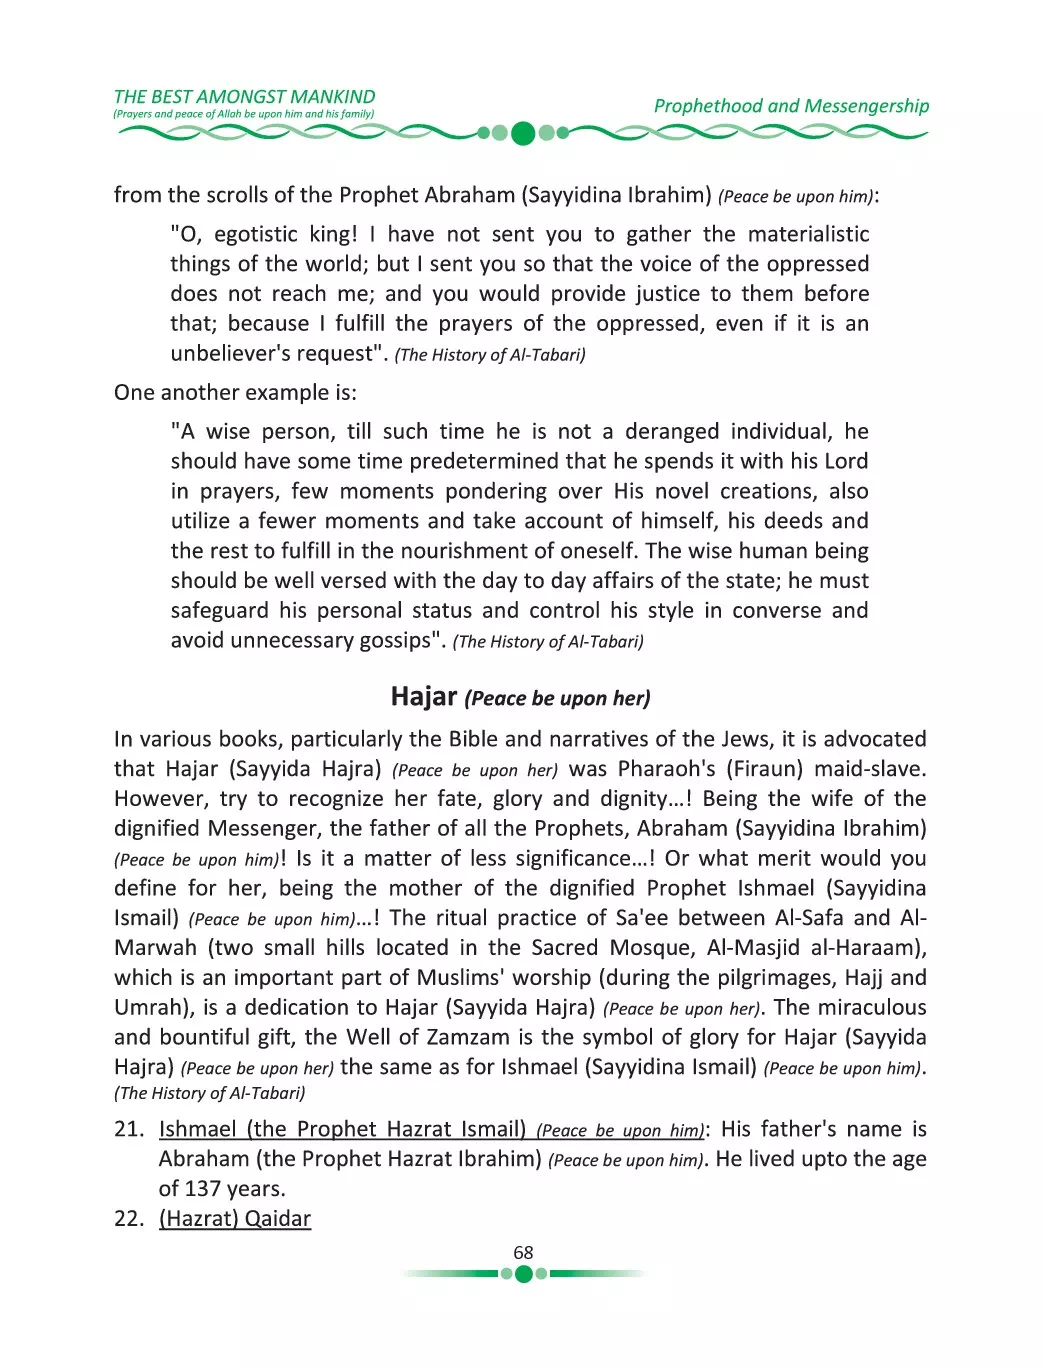 THE BEST AMONGST MANKIND
(Prayers and peace of Allah be upon him and his family)
Prophethood and Messengership
from the scrolls of the Prophet Abraham (Sayyidina Ibrahim) (Peace be upon him):
"O, egotistic king! I have not sent you to gather the materialistic
things of the world; but I sent you so that the voice of the oppressed
does not reach me; and you would provide justice to them before
that; because I fulfill the prayers of the oppressed, even if it is an
unbeliever's request". (The History of Al-Tabari)
One another example is:
"A wise person, till such time he is not a deranged individual, he
should have some time predetermined that he spends it with his Lord
in prayers, few moments pondering over His novel creations, also
utilize a fewer moments and take account of himself, his deeds and
the rest to fulfill in the nourishment of oneself. The wise human being
should be well versed with the day to day affairs of the state; he must
safeguard his personal status and control his style in converse and
avoid unnecessary gossips". (The History of Al-Tabari)
Hajar (Peace be upon her)
In various books, particularly the Bible and narratives of the Jews, it is advocated
that Hajar (Sayyida Hajra) (Peace be upon her) was Pharaoh's (Firaun) maid-slave.
However, try to recognize her fate, glory and dignity...! Being the wife of the
dignified Messenger, the father of all the Prophets, Abraham (Sayyidina Ibrahim)
(Peace be upon him)! Is it a matter of less significance...! Or what merit would you
define for her, being the mother of the dignified Prophet Ishmael (Sayyidina
Ismail) (Peace be upon him)...! The ritual practice of Sa'ee between Al-Safa and Al-
Marwah (two small hills located in the Sacred Mosque, Al-Masjid al-Haraam),
which is an important part of Muslims' worship (during the pilgrimages, Hajj and
Umrah), is a dedication to Hajar (Sayyida Hajra) (Peace be upon her). The miraculous
and bountiful gift, the Well of Zamzam is the symbol of glory for Hajar (Sayyida
Hajra) (Peace be upon her) the same as for Ishmael (Sayyidina Ismail) (Peace be upon him).
(The History of Al-Tabari)
21. Ishmael (the Prophet Hazrat Ismail) (Peace be upon him): His father's name is
Abraham (the Prophet Hazrat Ibrahim) (Peace be upon him). He lived upto the age
of 137 years.
22. (Hazrat) Qaidar
68